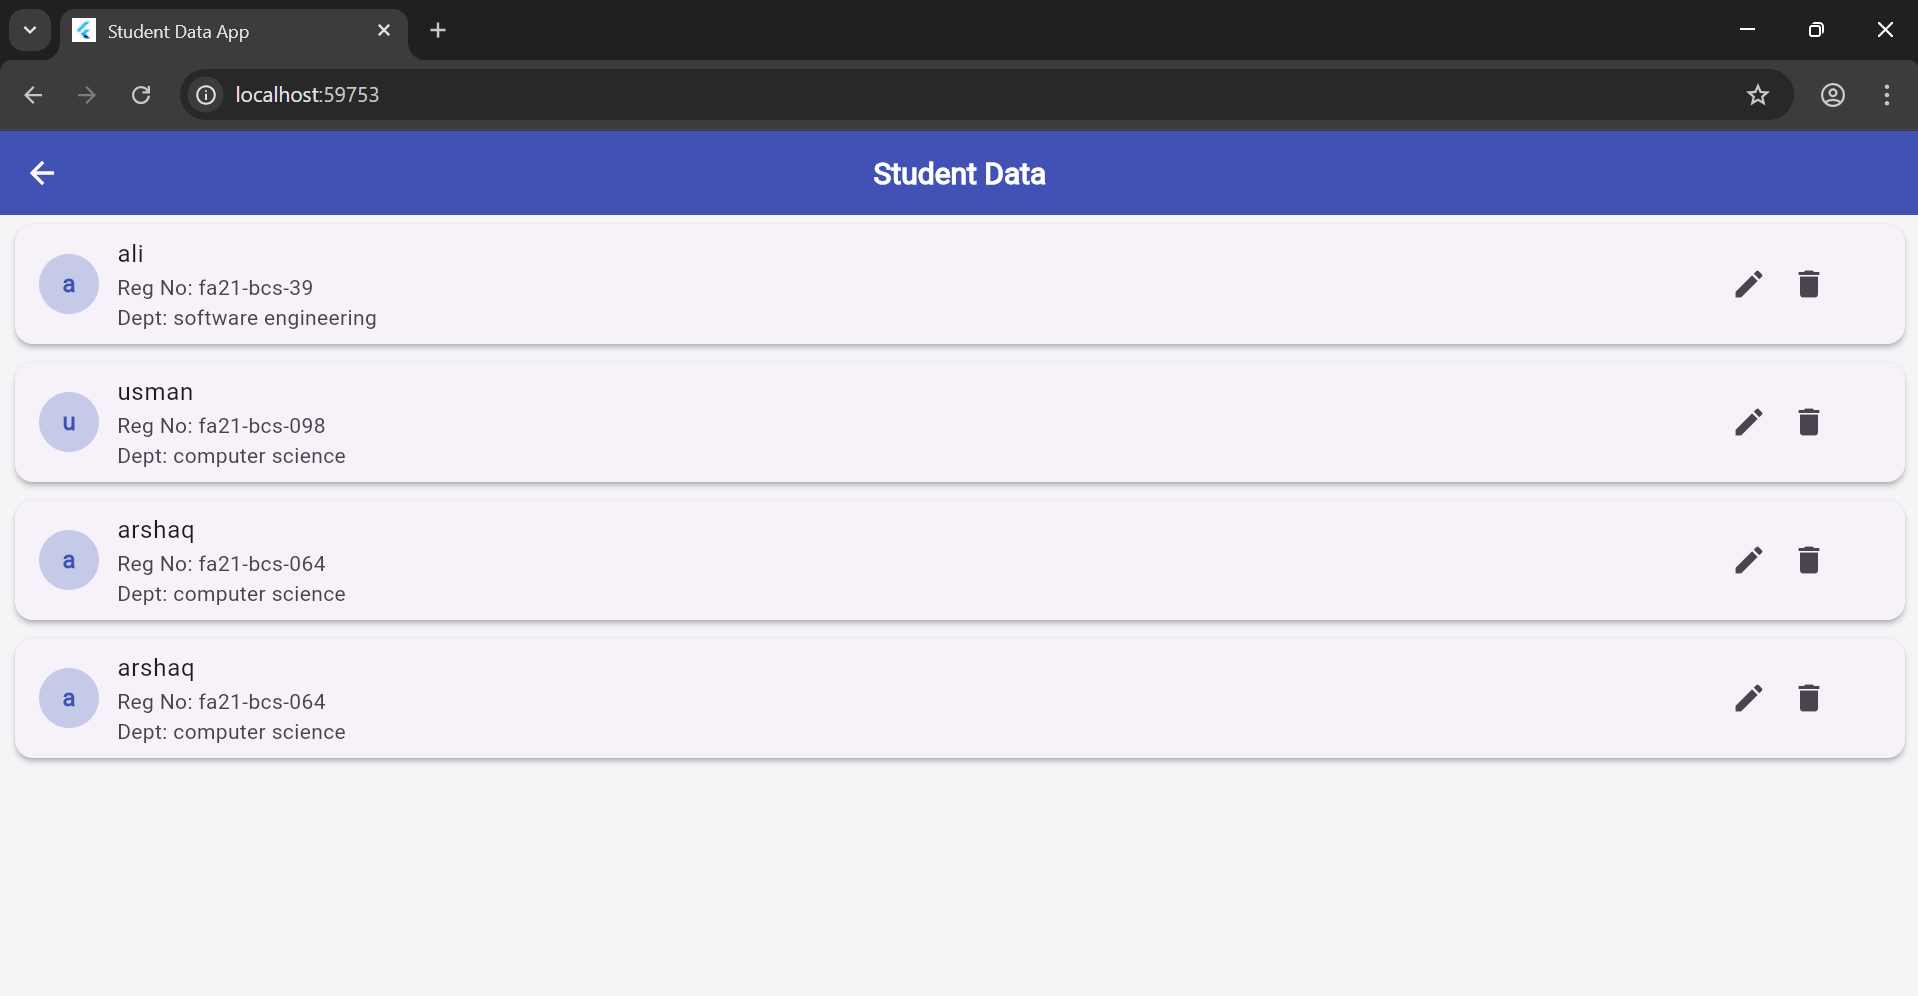 Student Data App
localhost:59753
Student Data
a
ali
Reg No: fa21-bcs-39
Dept: software engineering
u
usman
Reg No: fa21-bcs-098
Dept: computer science
a
arshaq
Reg No: fa21-bcs-064
Dept: computer science
a
arshaq
Reg No: fa21-bcs-064
Dept: computer science